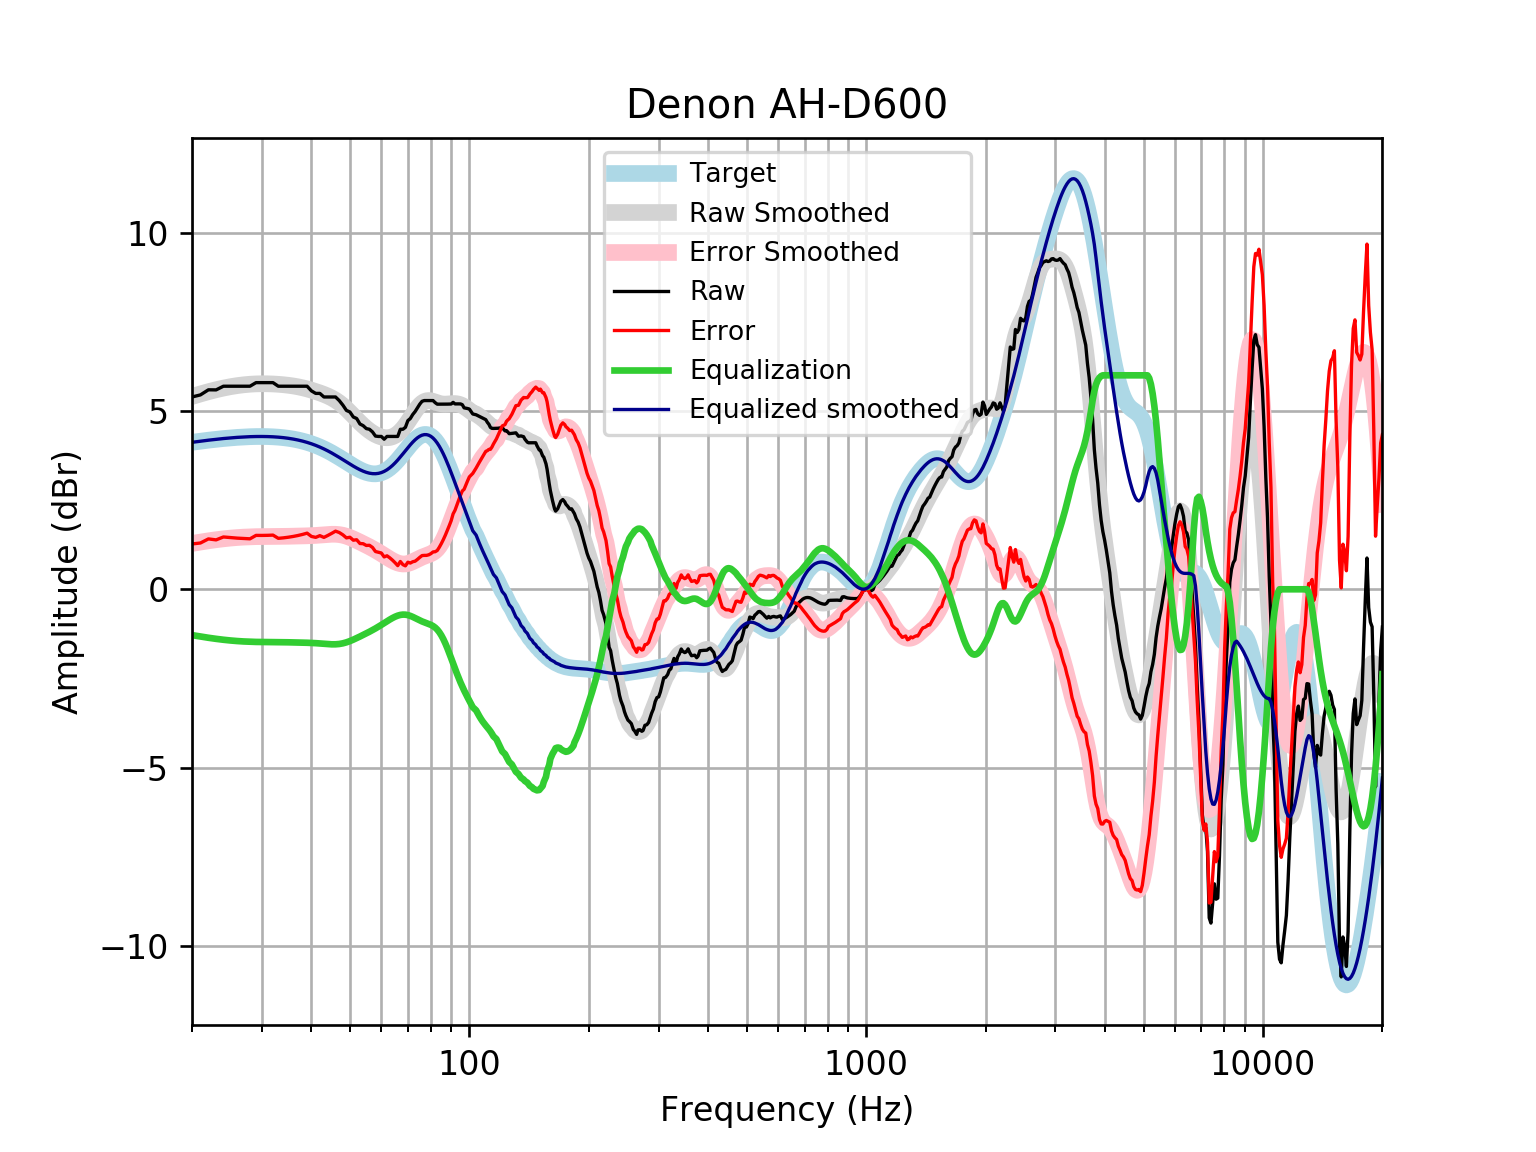 Denon AH-D600
Target
Raw Smoothed
Error Smoothed
Raw
Error
Equalization
Equalized smoothed
10
5
0
−5
−10
Amplitude (dBr)
100
1000
10000
Frequency (Hz)